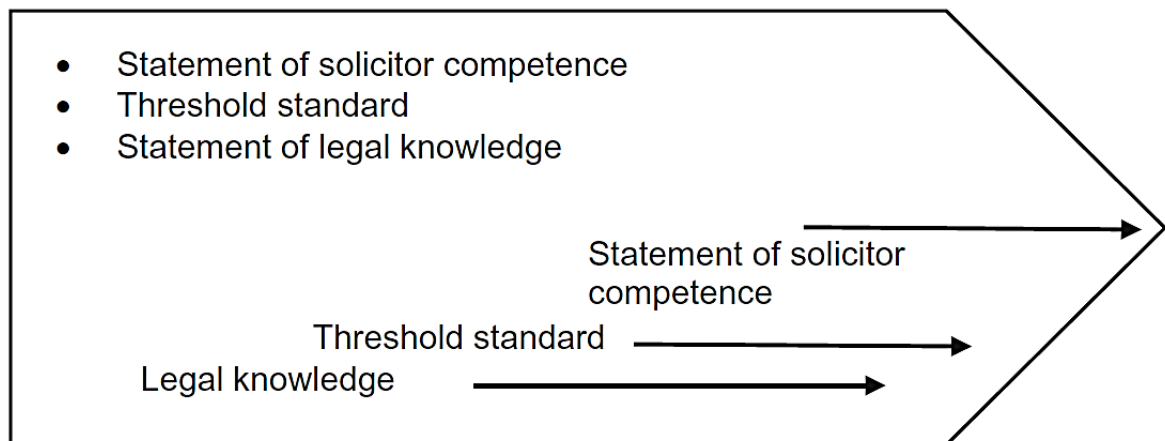 • Statement of solicitor competence
• Threshold standard
• Statement of legal knowledge
Statement of solicitor
competence
Threshold standard
Legal knowledge